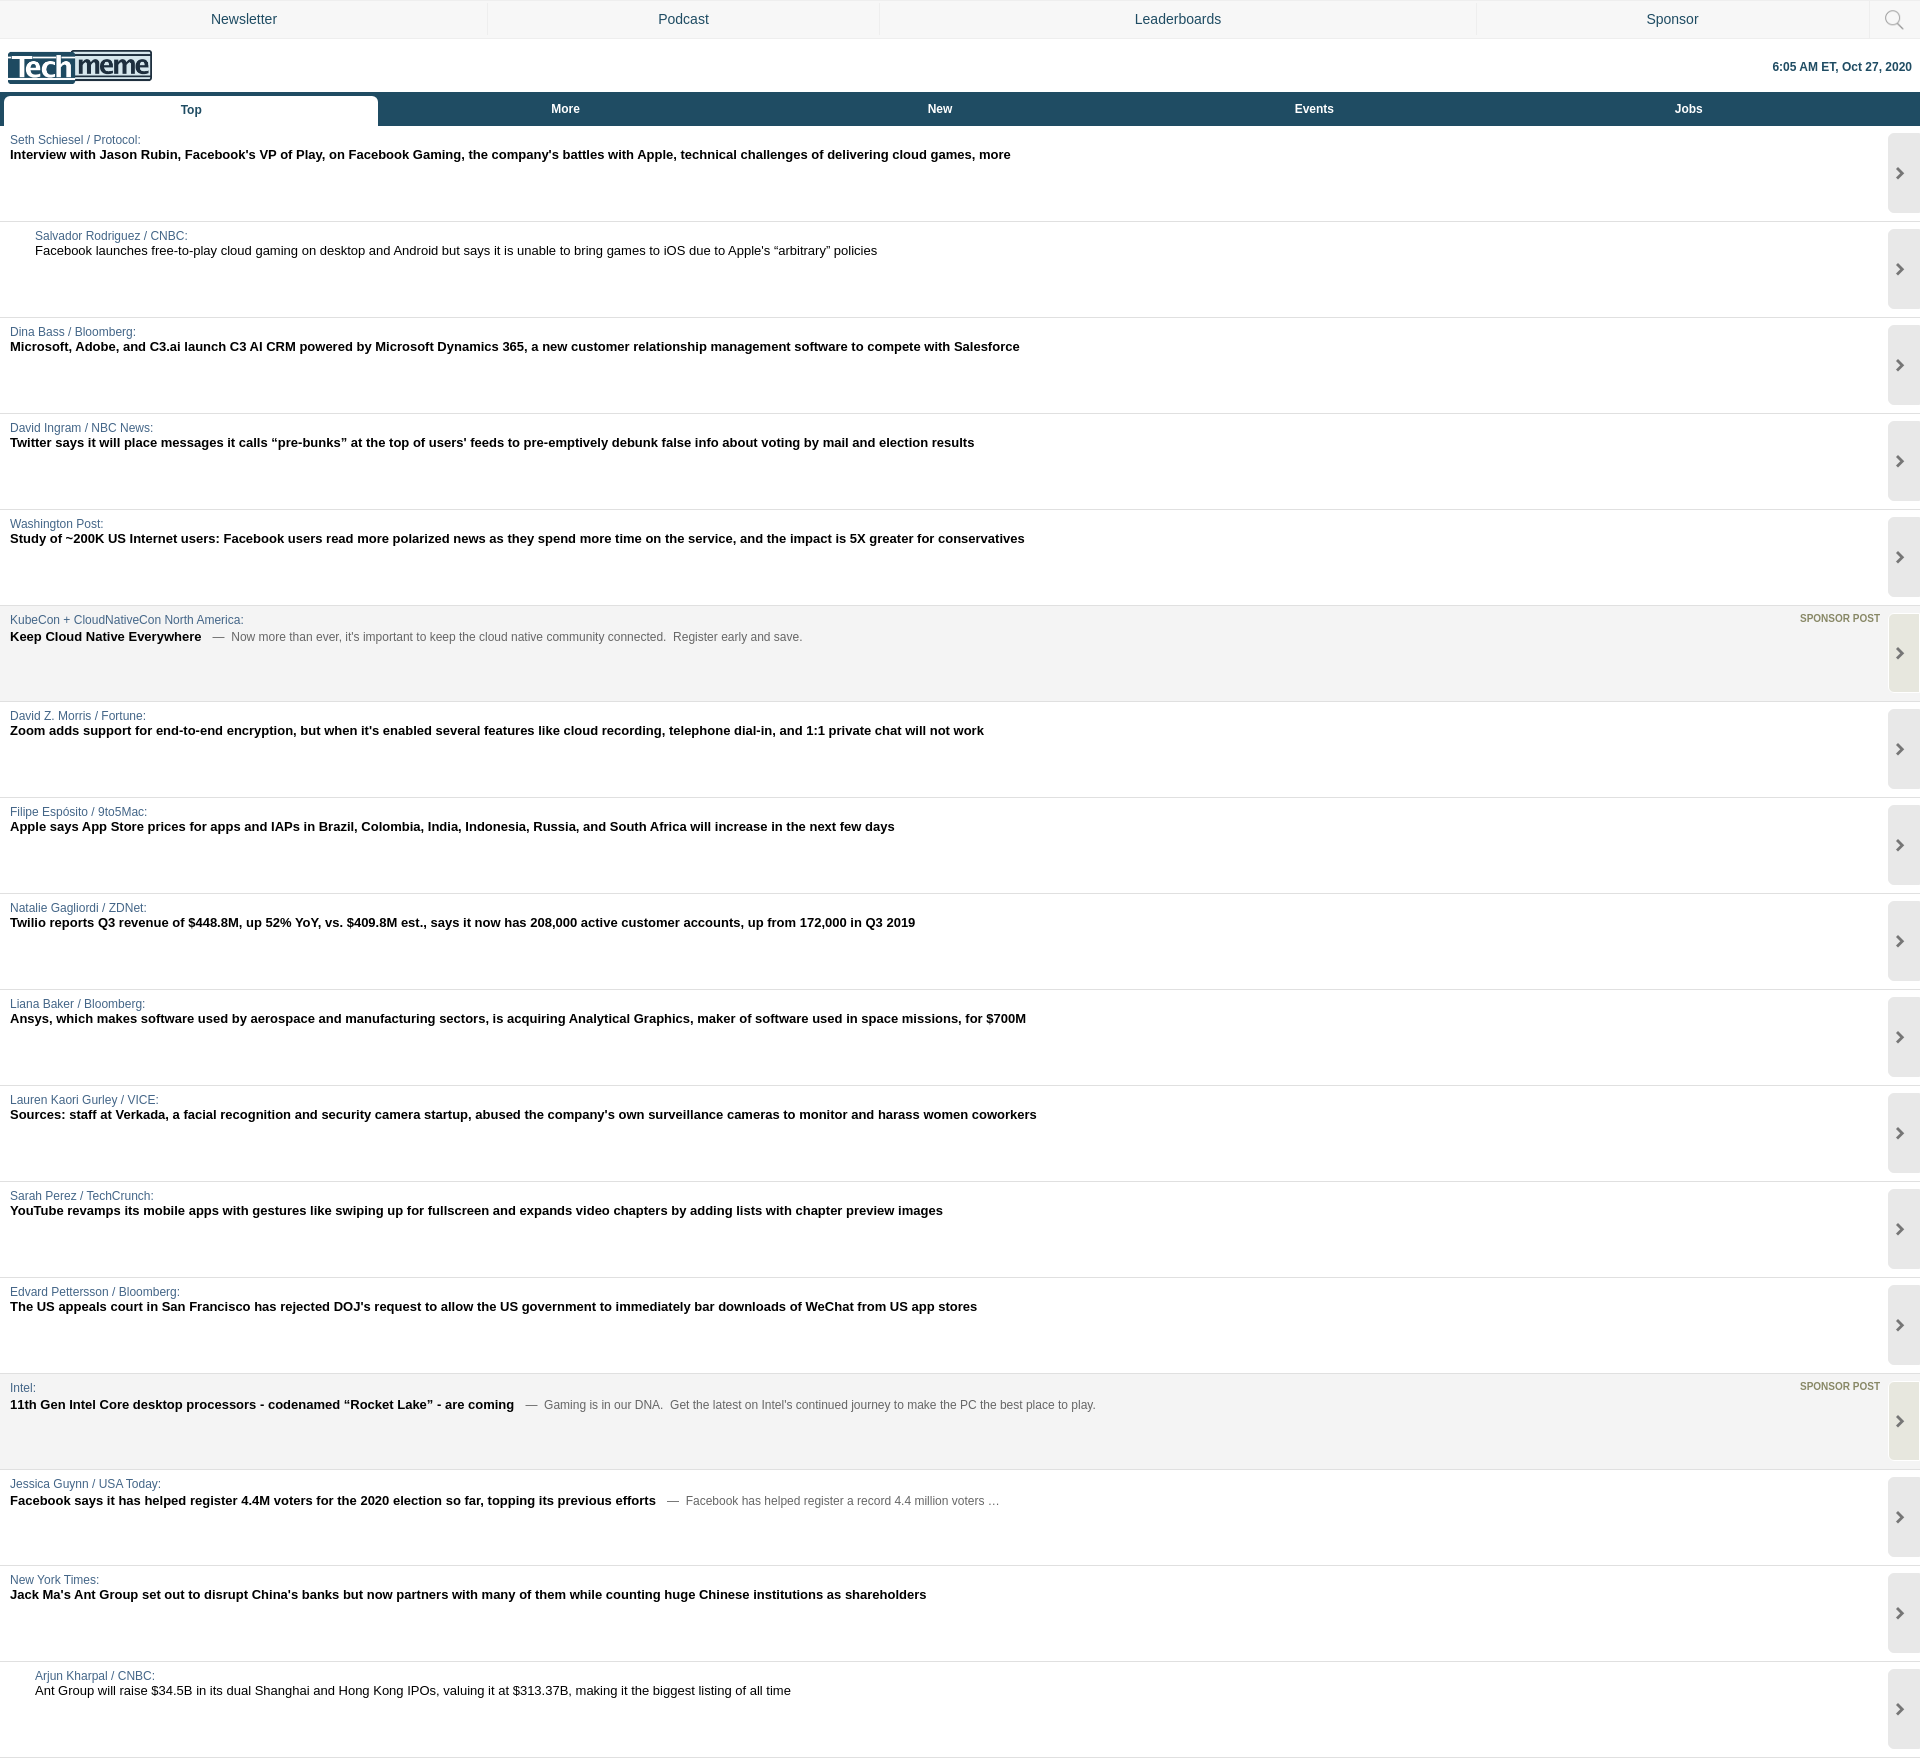 Newsletter
Podcast
Leaderboards
Sponsor
Techmeme
6:05 AM ET, Oct 27, 2020
Top
More
New
Events
Jobs
Seth Schiesel / Protocol:
Interview with Jason Rubin, Facebook's VP of Play, on Facebook Gaming, the company's battles with Apple, technical challenges of delivering cloud games, more
Salvador Rodriguez / CNBC:
Facebook launches free-to-play cloud gaming on desktop and Android but says it is unable to bring games to iOS due to Apple's “arbitrary” policies
Dina Bass / Bloomberg:
Microsoft, Adobe, and C3.ai launch C3 AI CRM powered by Microsoft Dynamics 365, a new customer relationship management software to compete with Salesforce
David Ingram / NBC News:
Twitter says it will place messages it calls “pre-bunks” at the top of users' feeds to pre-emptively debunk false info about voting by mail and election results
Washington Post:
Study of ~200K US Internet users: Facebook users read more polarized news as they spend more time on the service, and the impact is 5X greater for conservatives
KubeCon + CloudNativeCon North America:
SPONSOR POST
Keep Cloud Native Everywhere — Now more than ever, it's important to keep the cloud native community connected. Register early and save.
David Z. Morris / Fortune:
Zoom adds support for end-to-end encryption, but when it's enabled several features like cloud recording, telephone dial-in, and 1:1 private chat will not work
Filipe Espósito / 9to5Mac:
Apple says App Store prices for apps and IAPs in Brazil, Colombia, India, Indonesia, Russia, and South Africa will increase in the next few days
Natalie Gagliordi / ZDNet:
Twilio reports Q3 revenue of $448.8M, up 52% YoY, vs. $409.8M est., says it now has 208,000 active customer accounts, up from 172,000 in Q3 2019
Liana Baker / Bloomberg:
Ansys, which makes software used by aerospace and manufacturing sectors, is acquiring Analytical Graphics, maker of software used in space missions, for $700M
Lauren Kaori Gurley / VICE:
Sources: staff at Verkada, a facial recognition and security camera startup, abused the company's own surveillance cameras to monitor and harass women coworkers
Sarah Perez / TechCrunch:
YouTube revamps its mobile apps with gestures like swiping up for fullscreen and expands video chapters by adding lists with chapter preview images
Edvard Pettersson / Bloomberg:
The US appeals court in San Francisco has rejected DOJ's request to allow the US government to immediately bar downloads of WeChat from US app stores
Intel:
SPONSOR POST
11th Gen Intel Core desktop processors - codenamed “Rocket Lake” - are coming — Gaming is in our DNA. Get the latest on Intel's continued journey to make the PC the best place to play.
Jessica Guynn / USA Today:
Facebook says it has helped register 4.4M voters for the 2020 election so far, topping its previous efforts — Facebook has helped register a record 4.4 million voters …
New York Times:
Jack Ma's Ant Group set out to disrupt China's banks but now partners with many of them while counting huge Chinese institutions as shareholders
Arjun Kharpal / CNBC:
Ant Group will raise $34.5B in its dual Shanghai and Hong Kong IPOs, valuing it at $313.37B, making it the biggest listing of all time